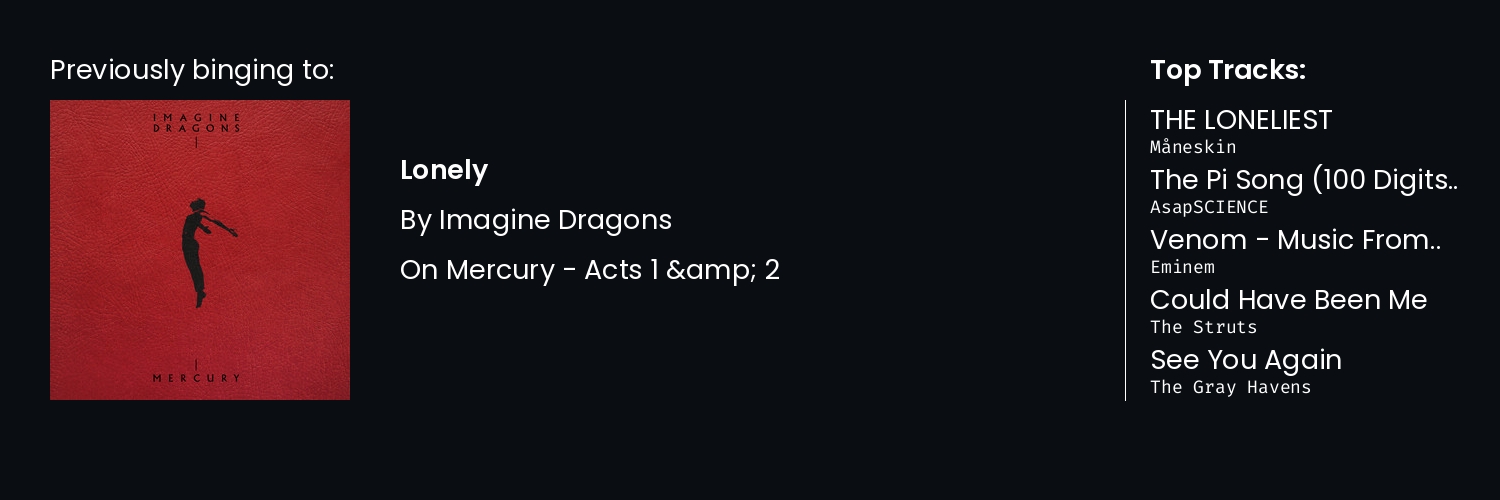 Previously binging to:
IMAGINE
DRAGONS
MERCURY
Lonely
By Imagine Dragons
On Mercury - Acts 1 &amp; 2
Top Tracks:
THE LONELIEST
Måneskin
The Pi Song (100 Digits..
AsapSCIENCE
Venom - Music From..
Eminem
Could Have Been Me
The Struts
See You Again
The Gray Havens